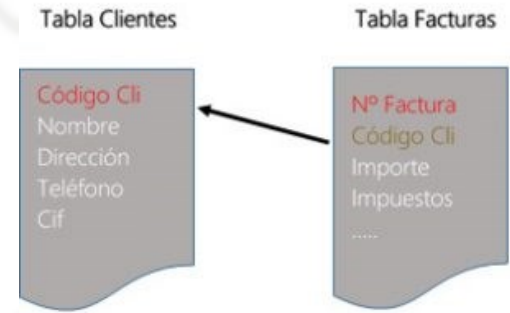 Tabla Clientes
Código Cli
Nombre
Dirección
Teléfono
Cif
Tabla Facturas
Nº Factura
Código Cli
Importe
Impuestos
.....